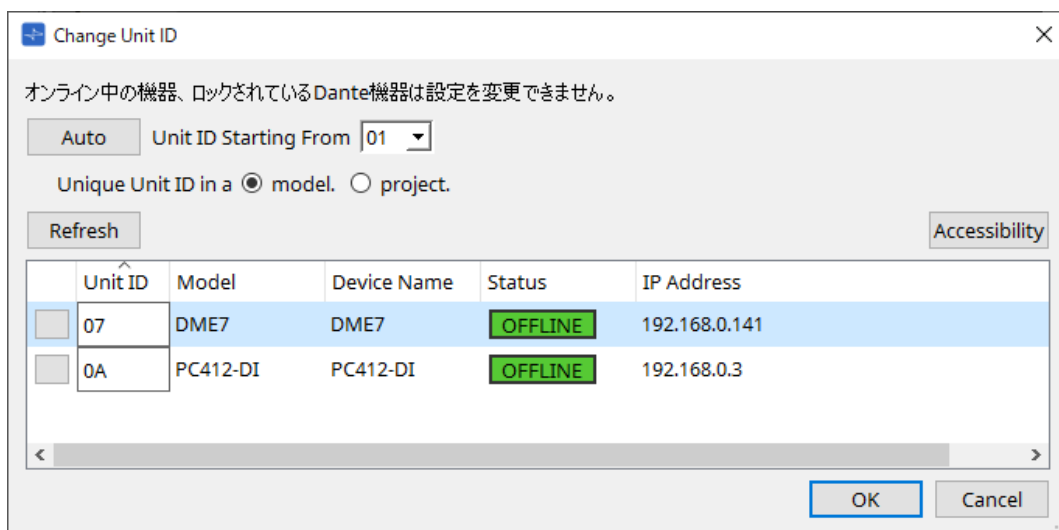 Change Unit ID
オンライン中の機器、ロックされているDante機器は設定を変更できません。
Auto Unit ID Starting From 01
Unique Unit ID in a model. project.
Refresh Accessibility
Unit ID Model Device Name Status IP Address
07 DME7 DME7 OFFLINE 192.168.0.141
0A PC412-DI PC412-DI OFFLINE 192.168.0.3
OK Cancel